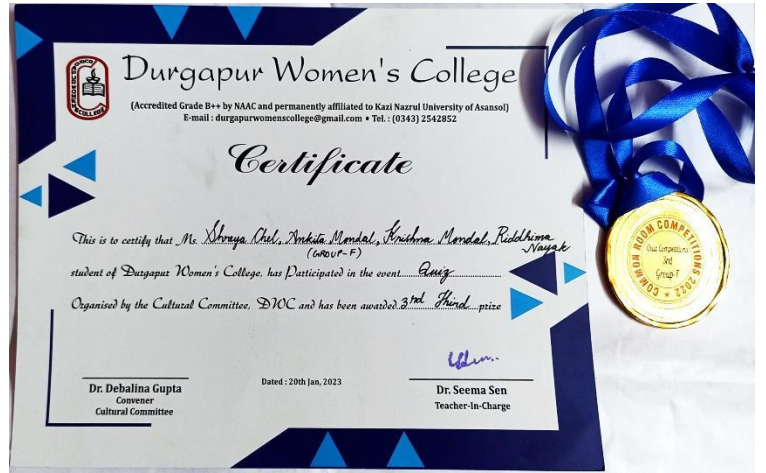 Durgapur Women's College
(Accredited Grade B++ by NAAC and permanently affiliated to Kazi Nazrul University of Asansol)
E-mail : durgapurwomenscollege@gmail.com • Tel. : (0343) 2542852
Certificate
This is to certify that Ms. Shreya Chel, Ankita Mondal, Krishna Mondal, Riddhima Nayak
(GROUP-F)
student of Durgapur Women's College, has Participated in the event Quiz
Organised by the Cultural Committee, DWC and has been awarded 3rd Third prize
Dr. Debalina Gupta
Convener
Cultural Committee
Dated : 20th Jan, 2023
Dr. Seema Sen
Teacher-In-Charge
COMMON ROOM COMPETITIONS 2022
Quiz Competitions
3rd
Group-F